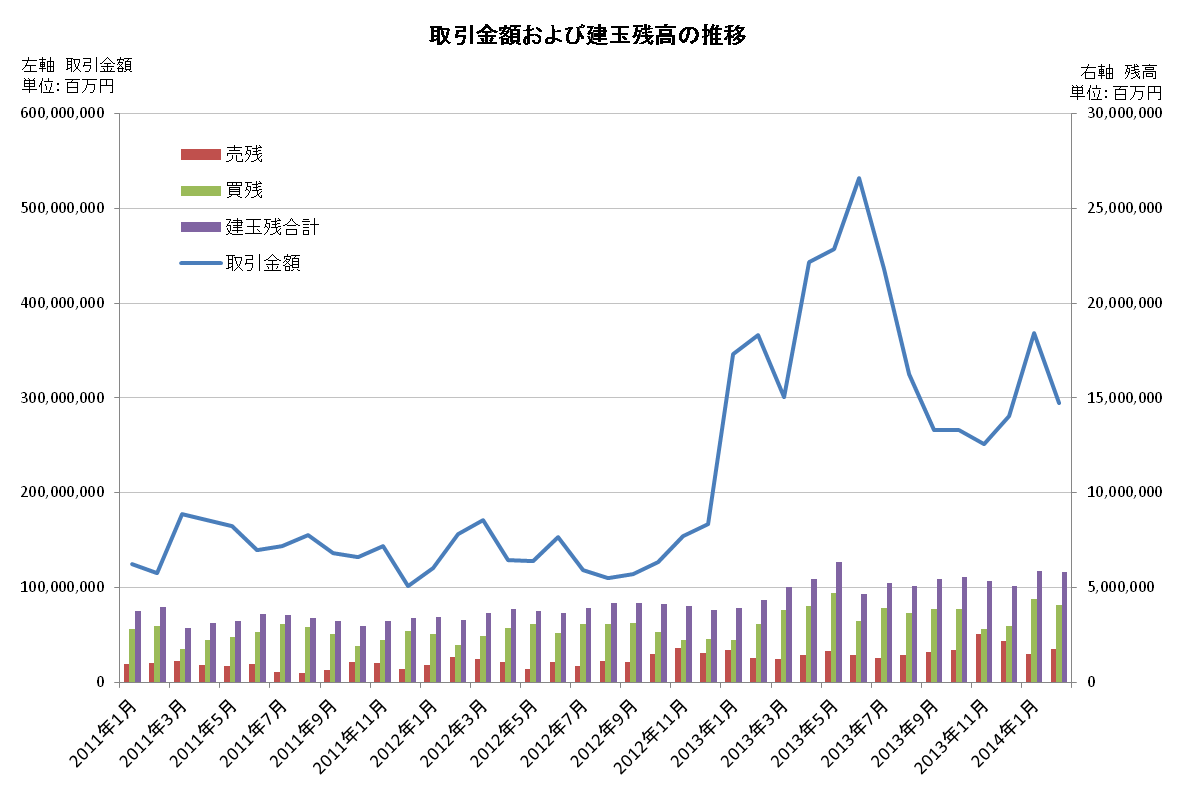 取引金額および建玉残高の推移
左軸 取引金額
単位：百万円
右軸 残高
単位：百万円
600,000,000
500,000,000
400,000,000
300,000,000
200,000,000
100,000,000
0
30,000,000
25,000,000
20,000,000
15,000,000
10,000,000
5,000,000
0
売残
買残
建玉残合計
取引金額
2011年1月
2011年3月
2011年5月
2011年7月
2011年9月
2011年11月
2012年1月
2012年3月
2012年5月
2012年7月
2012年9月
2012年11月
2013年1月
2013年3月
2013年5月
2013年7月
2013年9月
2013年11月
2014年1月